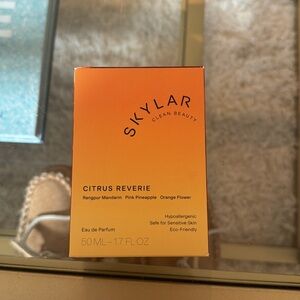 SKYLAR
CLEAN BEAUTY
CITRUS REVERIE
Rangpur Mandarin Pink Pineapple Orange Flower
Hypoallergenic
Safe for Sensitive Skin
Eau de Parfum Eco-Friendly
50 ML – 1.7 FL OZ